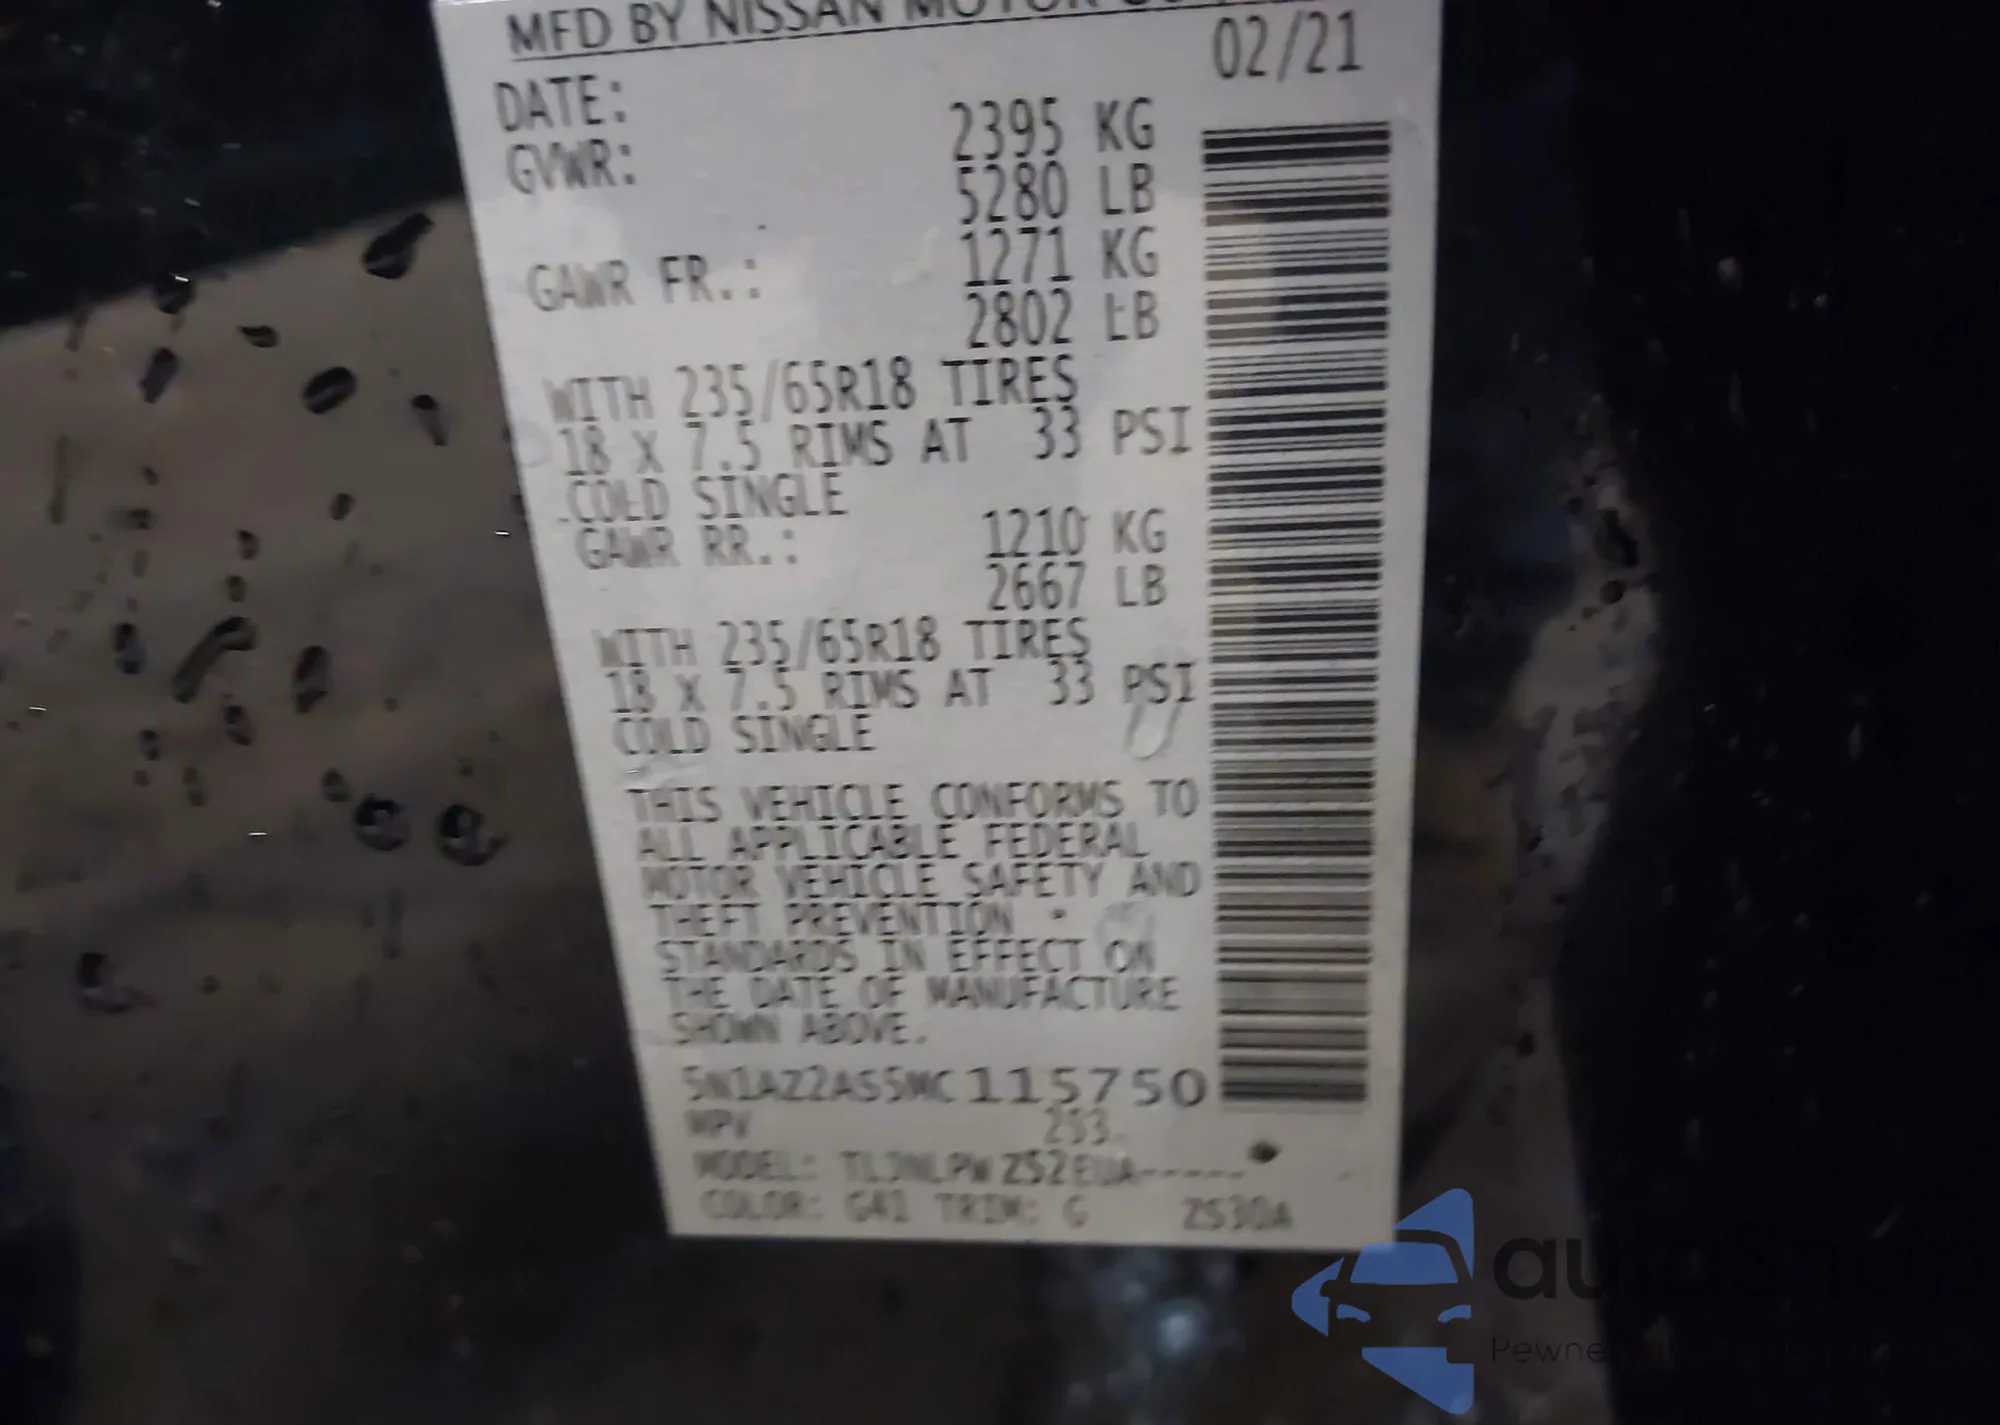 MFD BY NISSAN MOTOR
DATE: 02/21
GVWR: 2395 KG
5280 LB
GAWR FR.: 1271 KG
2802 LB
WITH 235/65R18 TIRES
18 X 7.5 RIMS AT 33 PSI
COLD SINGLE
GAWR RR.: 1210 KG
2667 LB
WITH 235/65R18 TIRES
18 X 7.5 RIMS AT 33 PSI
COLD SINGLE
THIS VEHICLE CONFORMS TO
ALL APPLICABLE FEDERAL
MOTOR VEHICLE SAFETY AND
THEFT PREVENTION
STANDARDS IN EFFECT ON
THE DATE OF MANUFACTURE
SHOWN ABOVE.
5N1AZ2AS5MC115750
MPV 253
MODEL: TLJNLPW Z52EUA-----
COLOR: G41 TRIM: G Z530A